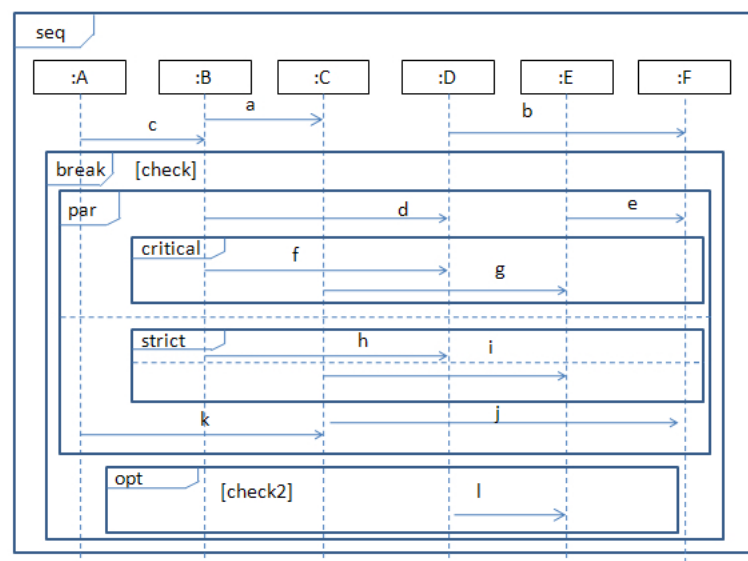 seq
:A :B :C :D :E :F
a
b
c
break [check]
par
d
e
critical
f
g
strict
h
i
j
k
opt
[check2]
l